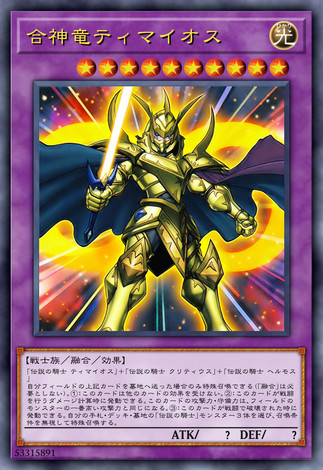 合神竜ティマイオス
光
【戦士族／融合／効果】
「伝説の騎士 ティマイオス」＋「伝説の騎士 クリティウス」＋「伝説の騎士 ヘルモス」
自分フィールドの上記カードを墓地へ送った場合のみ特殊召喚できる(「融合」は必
要としない)。①：このカードは他のカードの効果を受けない。②：このカードが戦闘
を行うダメージ計算時に発動できる。このカードの攻撃力・守備力は、フィールドの
モンスターの一番高い攻撃力と同じになる。③：このカードが戦闘で破壊された時に
発動できる。自分の手札・デッキ・墓地の「伝説の騎士」モンスター３体を選び、召喚条
件を無視して特殊召喚する。
ATK/ ? DEF/ ?
53315891